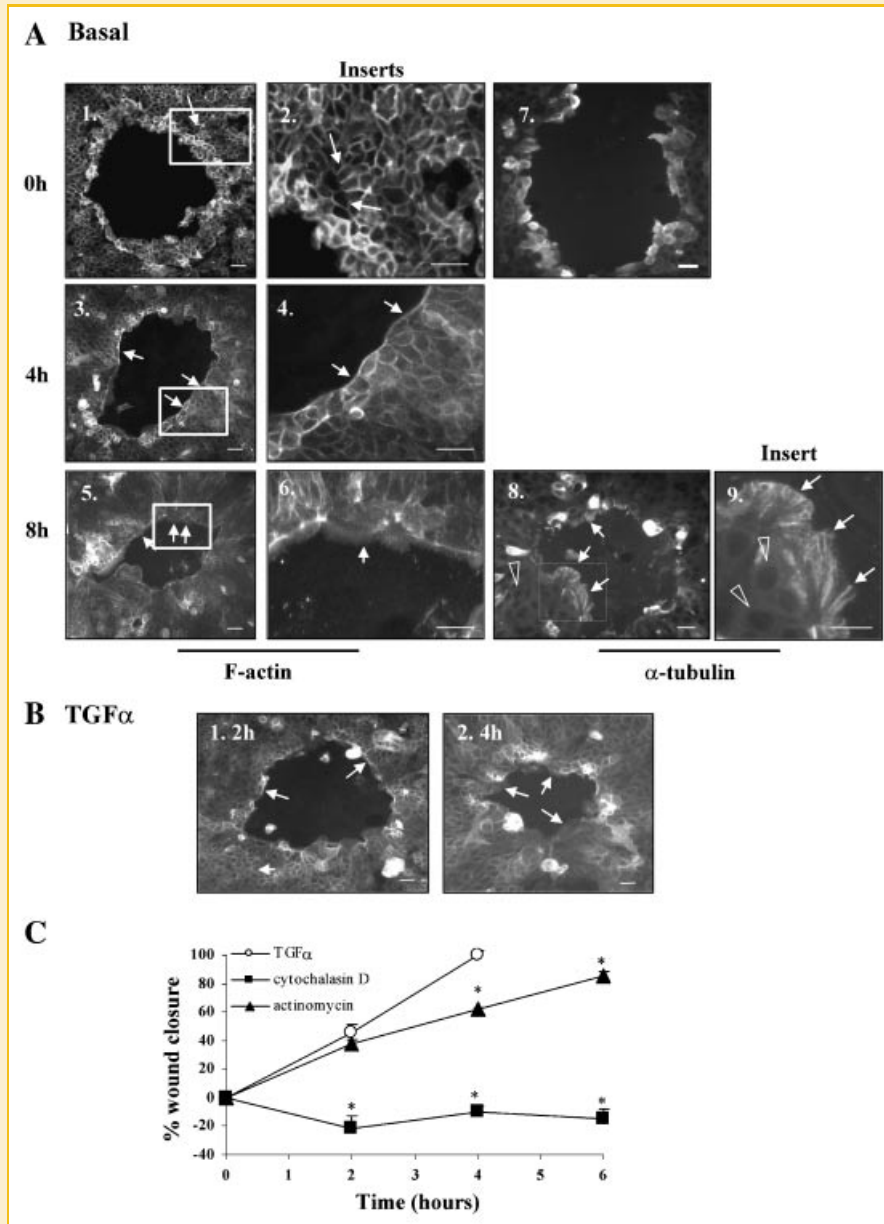 A Basal
Inserts
0h
1.
2.
7.
4h
3.
4.
Insert
8h
5.
6.
8.
9.
F-actin
α-tubulin
B TGFα
1. 2h
2. 4h
C
TGFα
cytochalasin D
actinomycin
% wound closure
100
80
60
40
20
0
-20
-40
*
*
*
*
*
0
1
2
3
4
5
6
Time (hours)